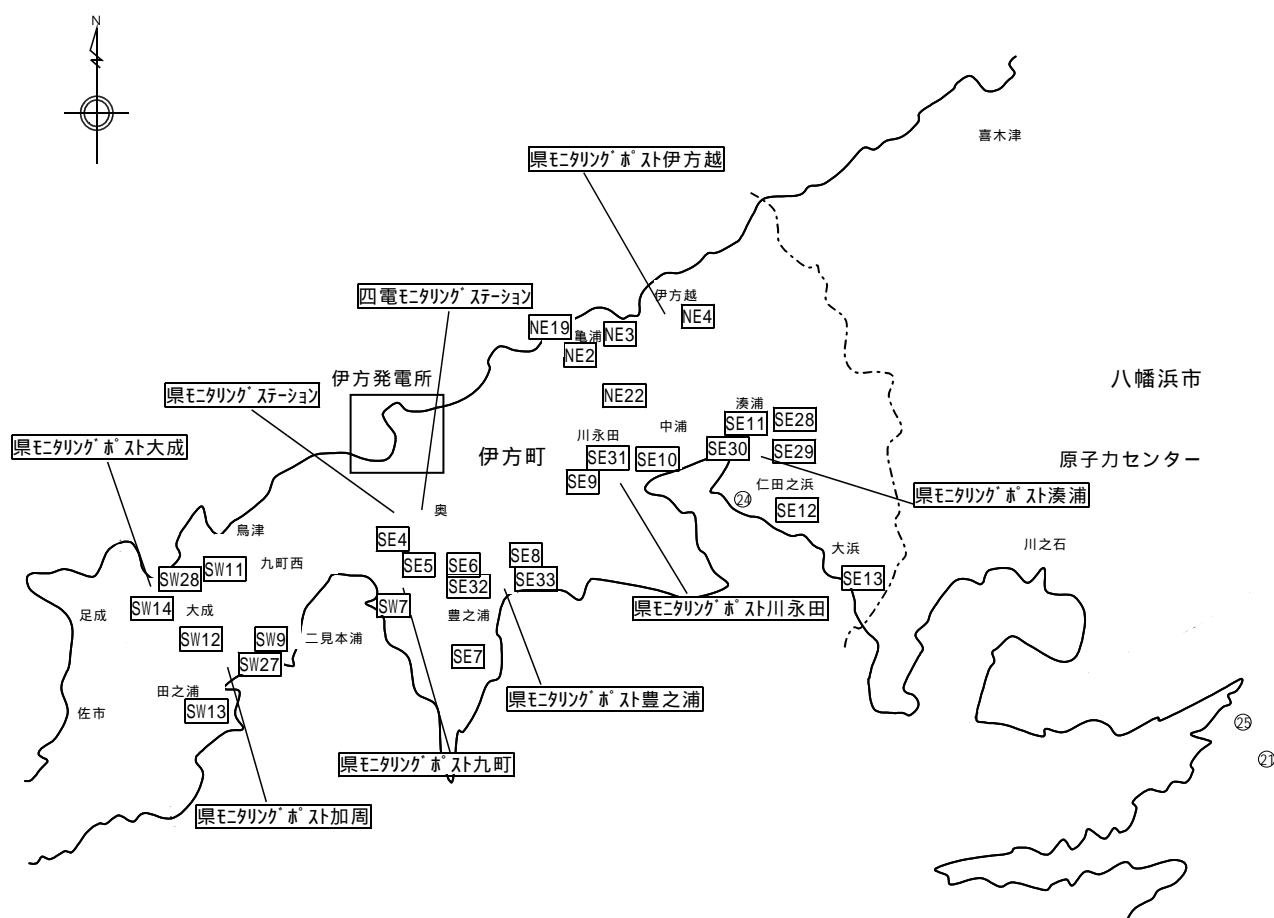 N
喜木津
県ﾓﾆﾀﾘﾝｸﾞﾎﾟｽﾄ伊方越
四電ﾓﾆﾀﾘﾝｸﾞｽﾃｰｼｮﾝ
伊方越
NE4
NE19
亀浦
NE3
NE2
伊方発電所
県ﾓﾆﾀﾘﾝｸﾞｽﾃｰｼｮﾝ
NE22
八幡浜市
湊浦
SE11
SE28
県ﾓﾆﾀﾘﾝｸﾞﾎﾟｽﾄ大成
伊方町
川永田
中浦
SE30
SE29
SE31
SE10
原子力センター
SE9
仁田之浜
県ﾓﾆﾀﾘﾝｸﾞﾎﾟｽﾄ湊浦
㉔
SE12
奥
鳥津
SE4
大浜
川之石
九町西
SE5
SE6
SE8
SW11
SW28
SE32
SE33
SE13
SW14
大成
足成
SW7
豊之浦
県ﾓﾆﾀﾘﾝｸﾞﾎﾟｽﾄ川永田
SW12
SW9
二見本浦
SW27
SE7
田之浦
SW13
佐市
県ﾓﾆﾀﾘﾝｸﾞﾎﾟｽﾄ豊之浦
㉕
㉑
県ﾓﾆﾀﾘﾝｸﾞﾎﾟｽﾄ九町
県ﾓﾆﾀﾘﾝｸﾞﾎﾟｽﾄ加周